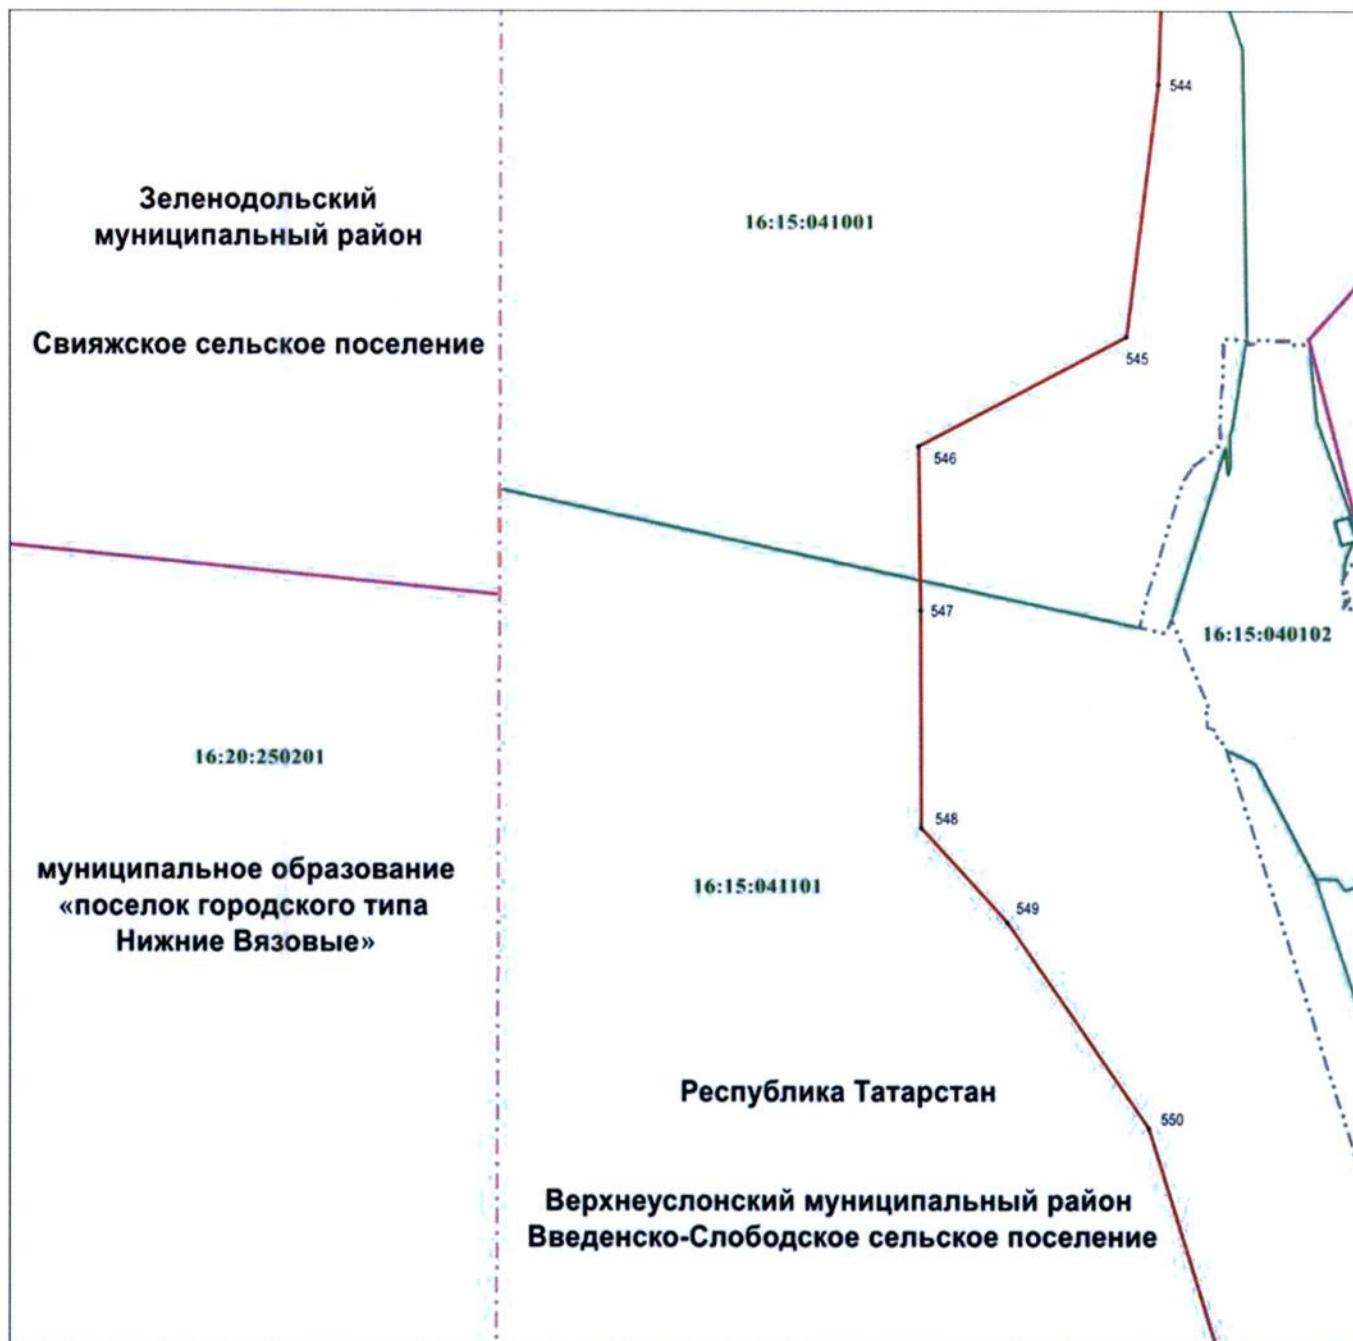 544
Зеленодольский
муниципальный район
16:15:041001
Свияжское сельское поселение
545
546
547
16:15:040102
16:20:250201
548
муниципальное образование
«поселок городского типа
Нижние Вязовые»
16:15:041101
549
Республика Татарстан
550
Верхнеуслонский муниципальный район
Введенско-Слободское сельское поселение